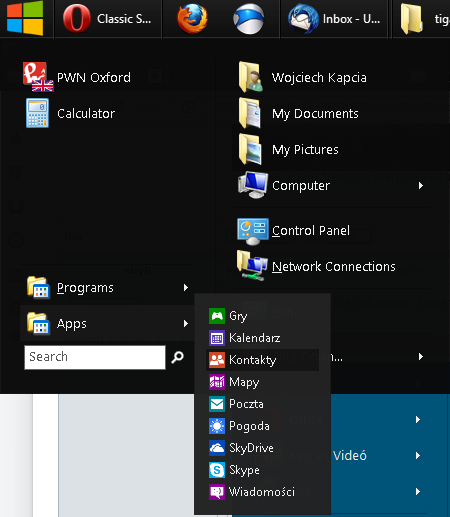 Classic S...
Inbox - U...
tig
PWN Oxford
Calculator
Wojciech Kapcia
My Documents
My Pictures
Computer
Control Panel
Network Connections
Programs
Apps
Search
Gry
Kalendarz
Kontakty
Mapy
Poczta
Pogoda
SkyDrive
Skype
Wiadomości
n...
Videó